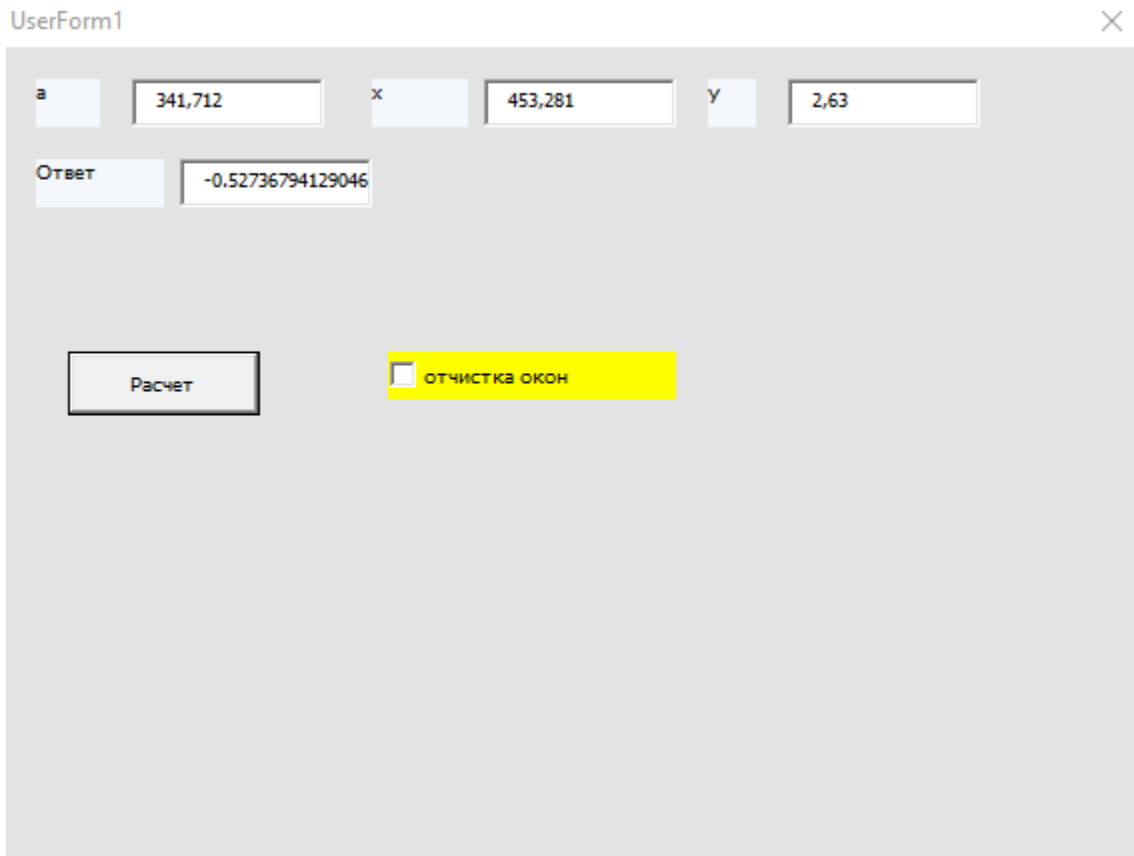 UserForm1
a 341,712 x 453,281 y 2,63
Ответ -0.52736794129046
Расчет отчистка окон